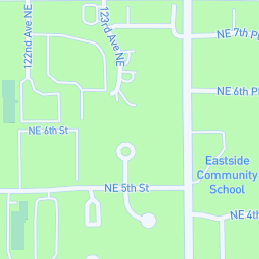 122nd Ave NE
123rd Ave NE
NE 7th Pl
NE 6th Pl
NE 6th St
Eastside
Community
School
NE 5th St
NE 4th